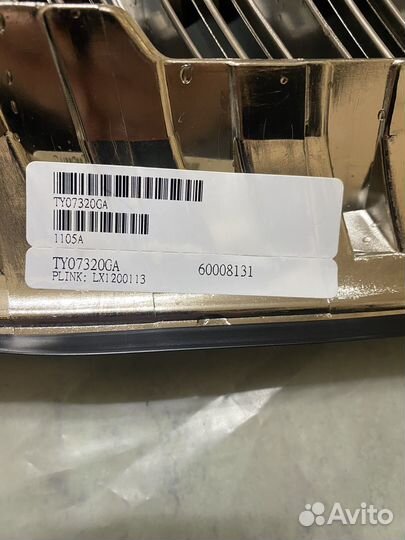 TY07320GA
1105A
TY07320GA 60008131
PLINK: LX1200113
Avito